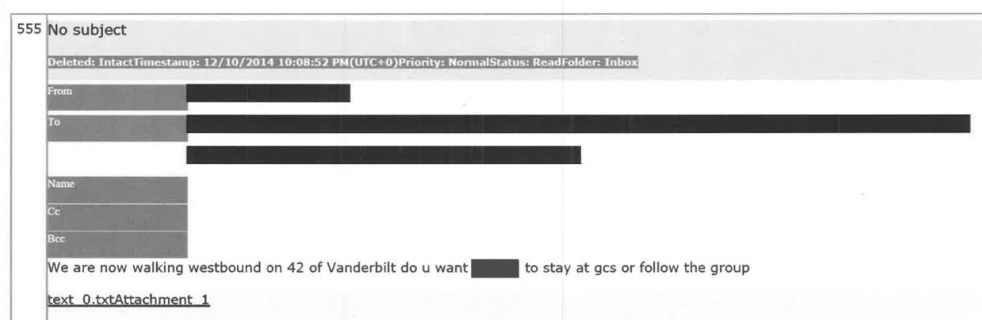 555 No subject
Deleted: IntactTimestamp: 12/10/2014 10:08:52 PM(UTC+0)Priority: NormalStatus: ReadFolder: Inbox
From
To
Name
Cc
Bcc
We are now walking westbound on 42 of Vanderbilt do u want to stay at gcs or follow the group
text_0.txtAttachment_1